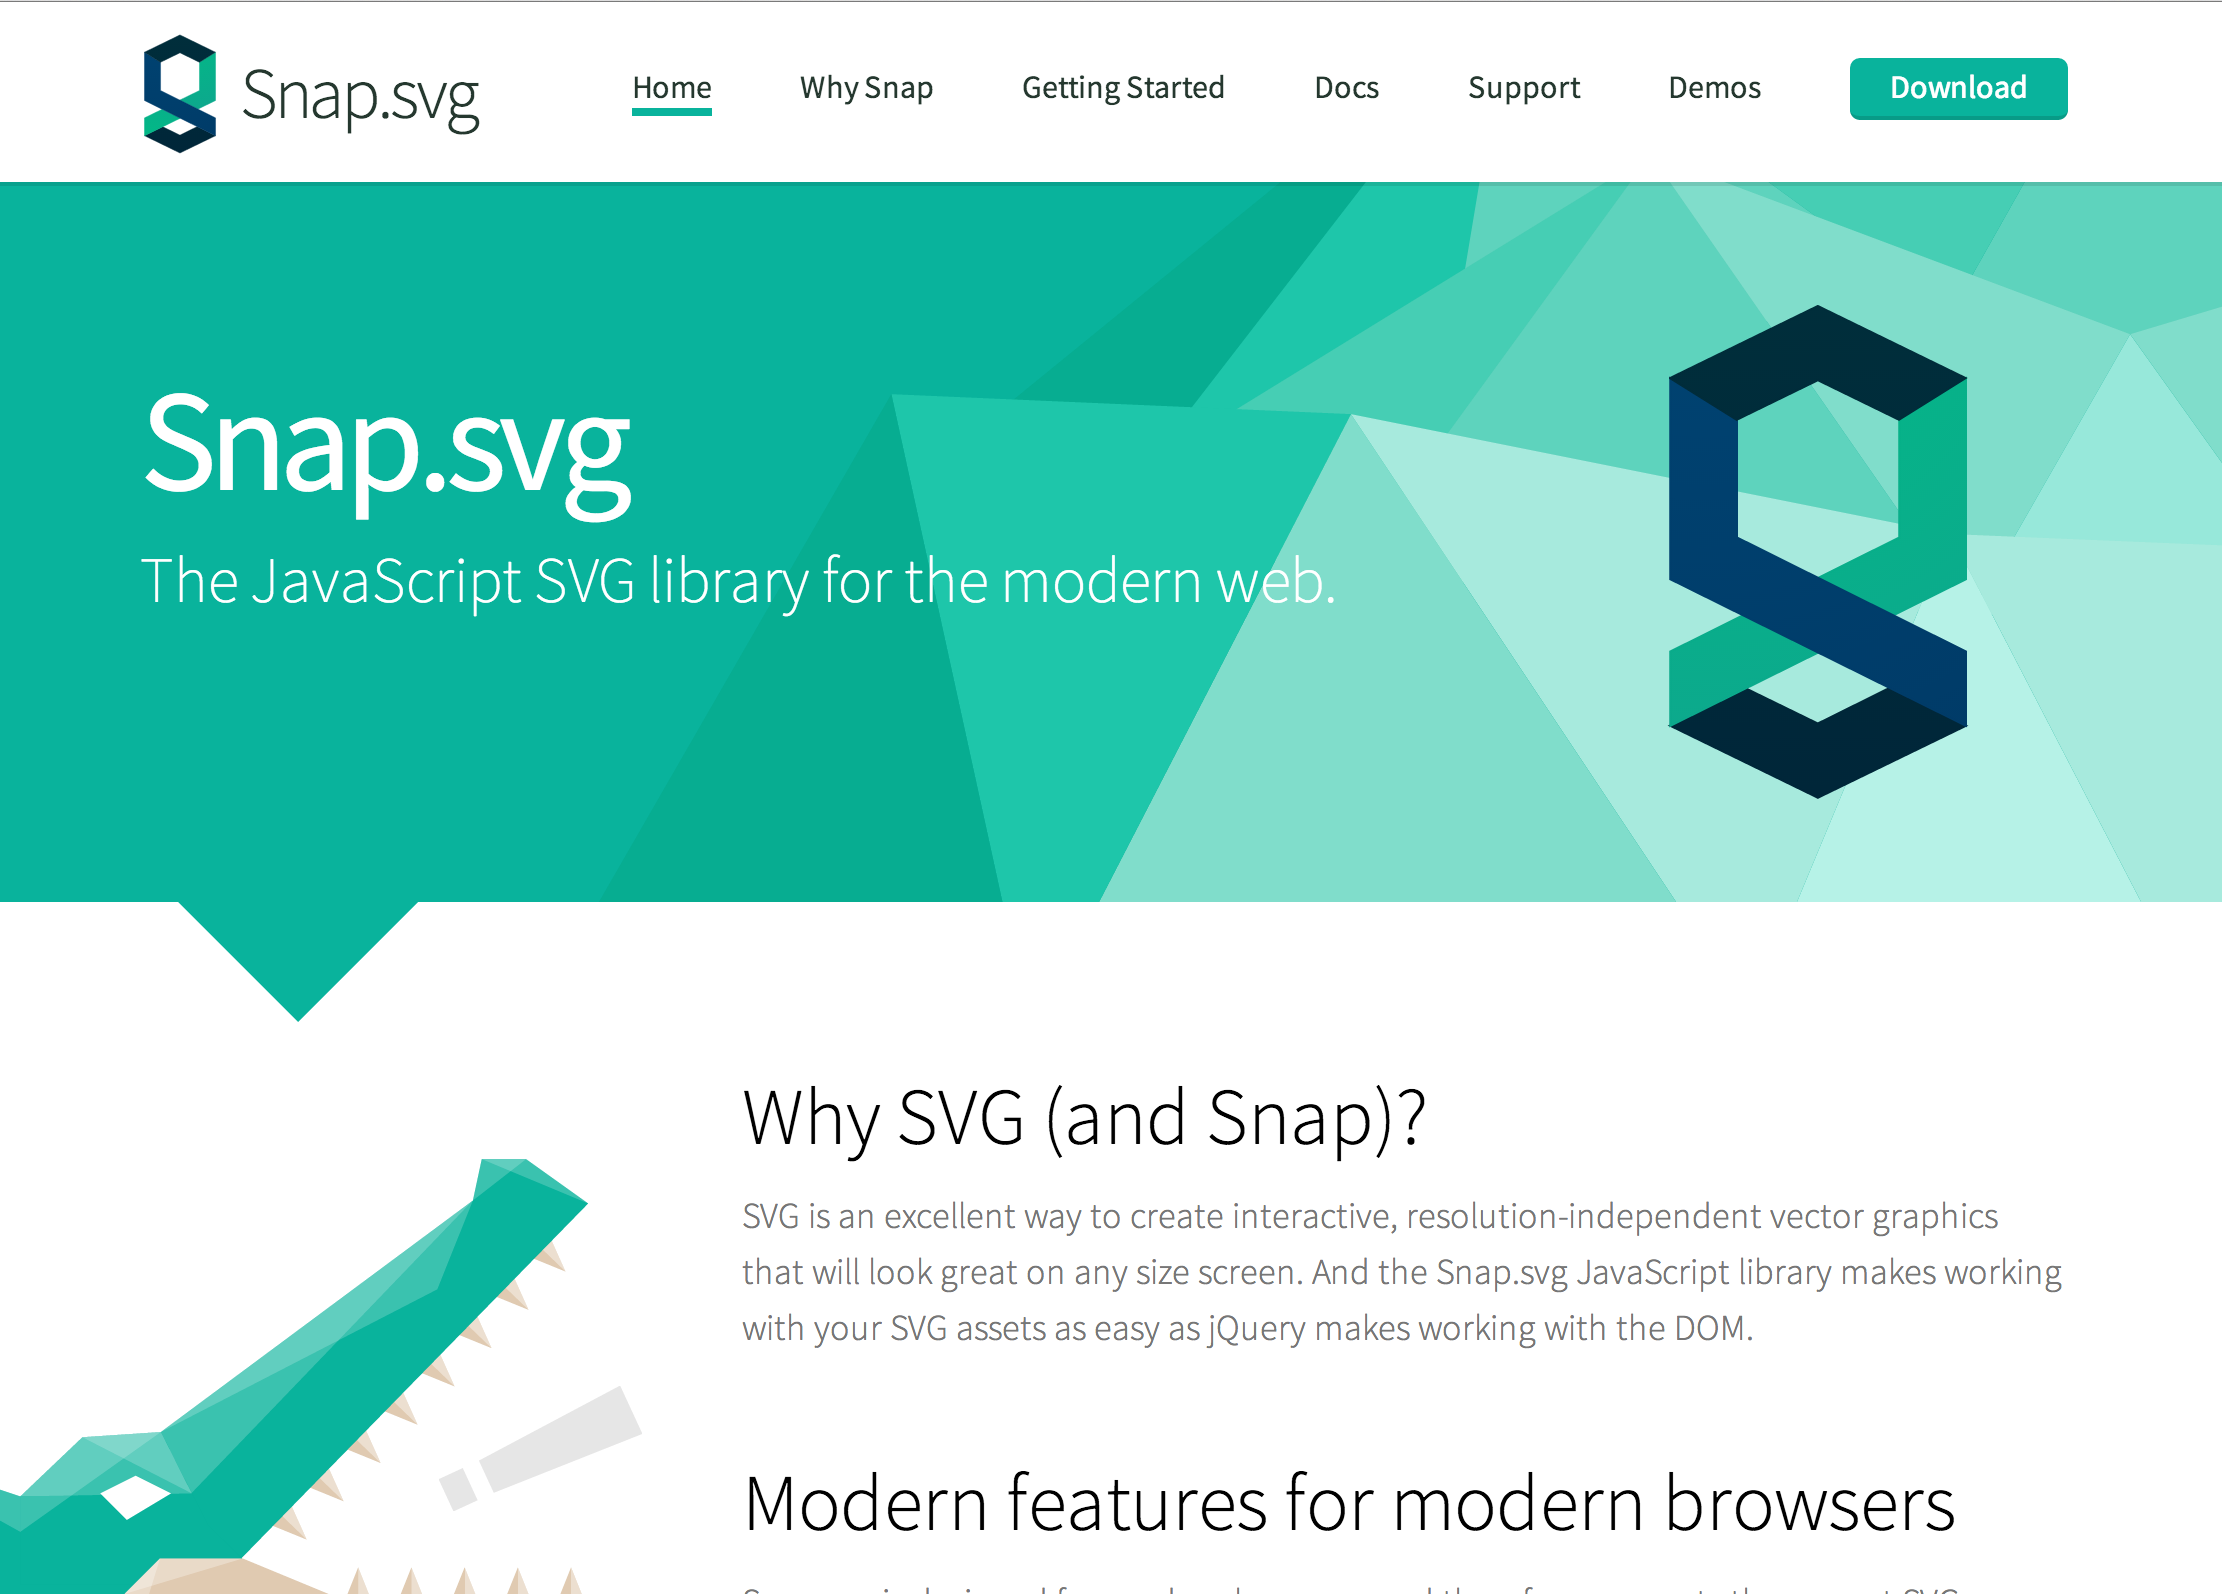 Snap.svg
Home Why Snap Getting Started Docs Support Demos Download
Snap.svg
The JavaScript SVG library for the modern web.
Why SVG (and Snap)?
SVG is an excellent way to create interactive, resolution-independent vector graphics
that will look great on any size screen. And the Snap.svg JavaScript library makes working
with your SVG assets as easy as jQuery makes working with the DOM.
Modern features for modern browsers